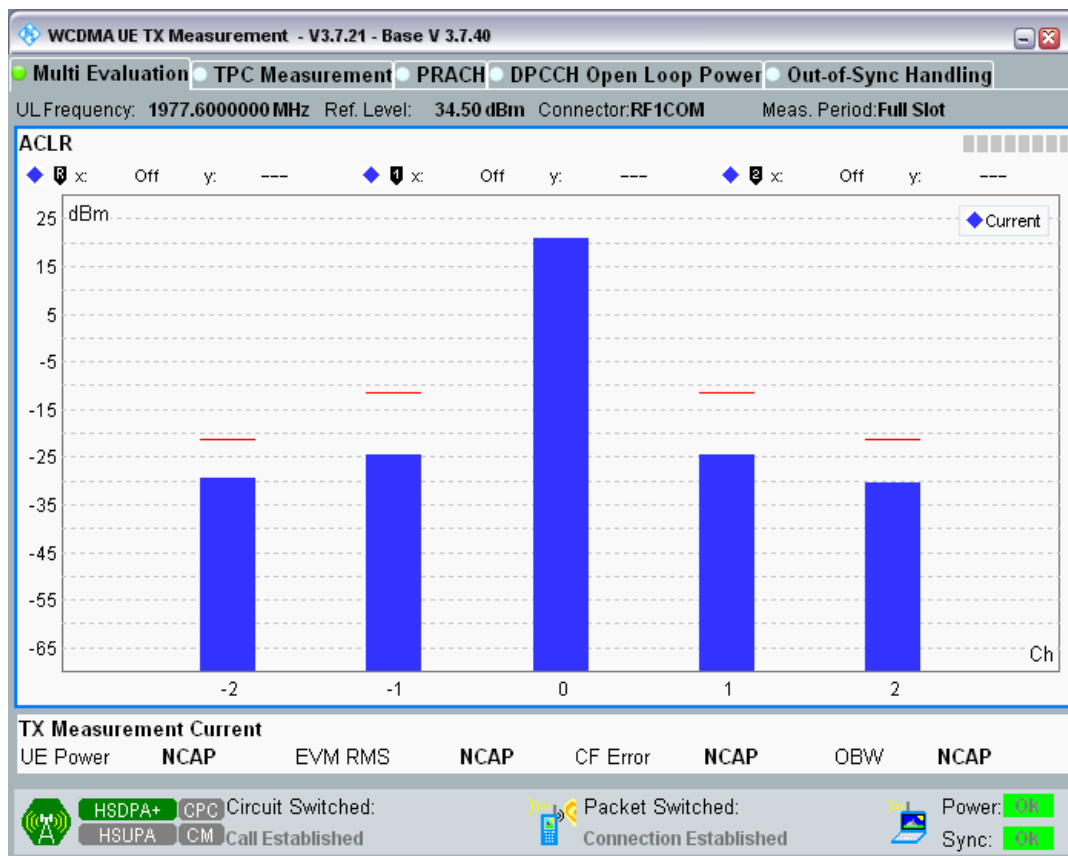 WCDMA UE TX Measurement - V3.7.21 - Base V 3.7.40
Multi Evaluation TPC Measurement PRACH DPCCH Open Loop Power Out-of-Sync Handling
UL Frequency: 1977.6000000 MHz Ref. Level: 34.50 dBm Connector:RF1COM Meas. Period:Full Slot
ACLR
R x: Off y: --- 1 x: Off y: --- 2 x: Off y: ---
dBm
Current
25
15
5
-5
-15
-25
-35
-45
-55
-65
Ch
-2 -1 0 1 2
TX Measurement Current
UE Power NCAP EVM RMS NCAP CF Error NCAP OBW NCAP
HSDPA+ CPC Circuit Switched: Packet Switched: Power: OK
HSUPA CM Call Established Connection Established Sync: OK